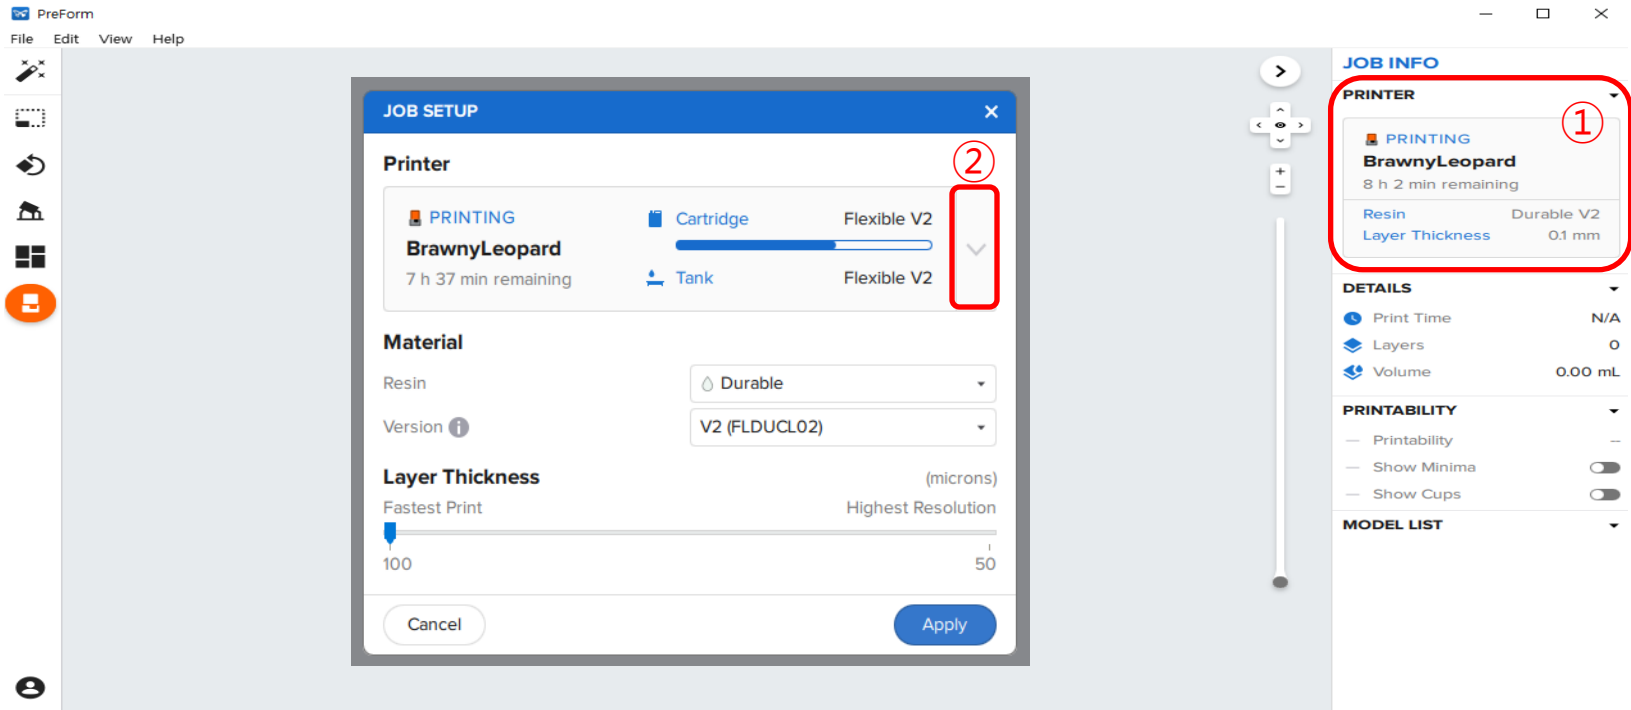 PreForm
File Edit View Help
JOB SETUP
Printer
②
PRINTING
BrawnyLeopard
7 h 37 min remaining
Cartridge Flexible V2
Tank Flexible V2
Material
Resin Durable
Version V2 (FLDUCL02)
Layer Thickness (microns)
Fastest Print Highest Resolution
100 50
Cancel Apply
JOB INFO
PRINTER
①
PRINTING
BrawnyLeopard
8 h 2 min remaining
Resin Durable V2
Layer Thickness 0.1 mm
DETAILS
Print Time N/A
Layers 0
Volume 0.00 mL
PRINTABILITY
Printability --
Show Minima
Show Cups
MODEL LIST